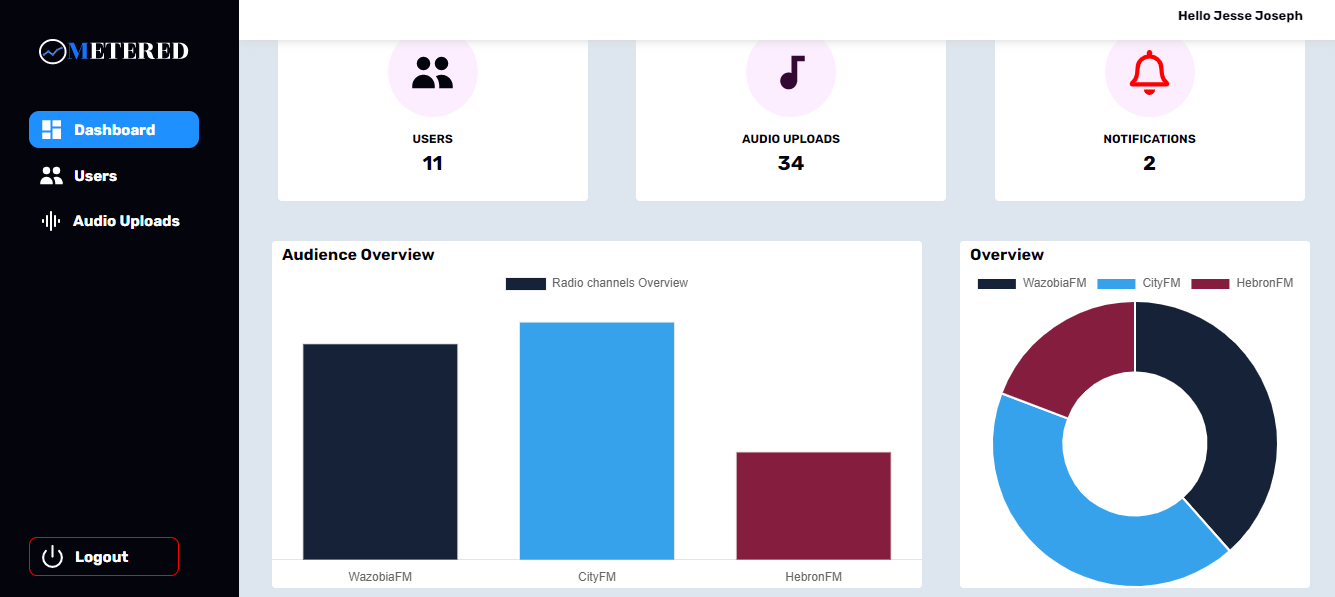 METERED
Dashboard
Users
Audio Uploads
Logout
Hello Jesse Joseph
USERS
11
AUDIO UPLOADS
34
NOTIFICATIONS
2
Audience Overview
Radio channels Overview
WazobiaFM CityFM HebronFM
Overview
WazobiaFM CityFM HebronFM